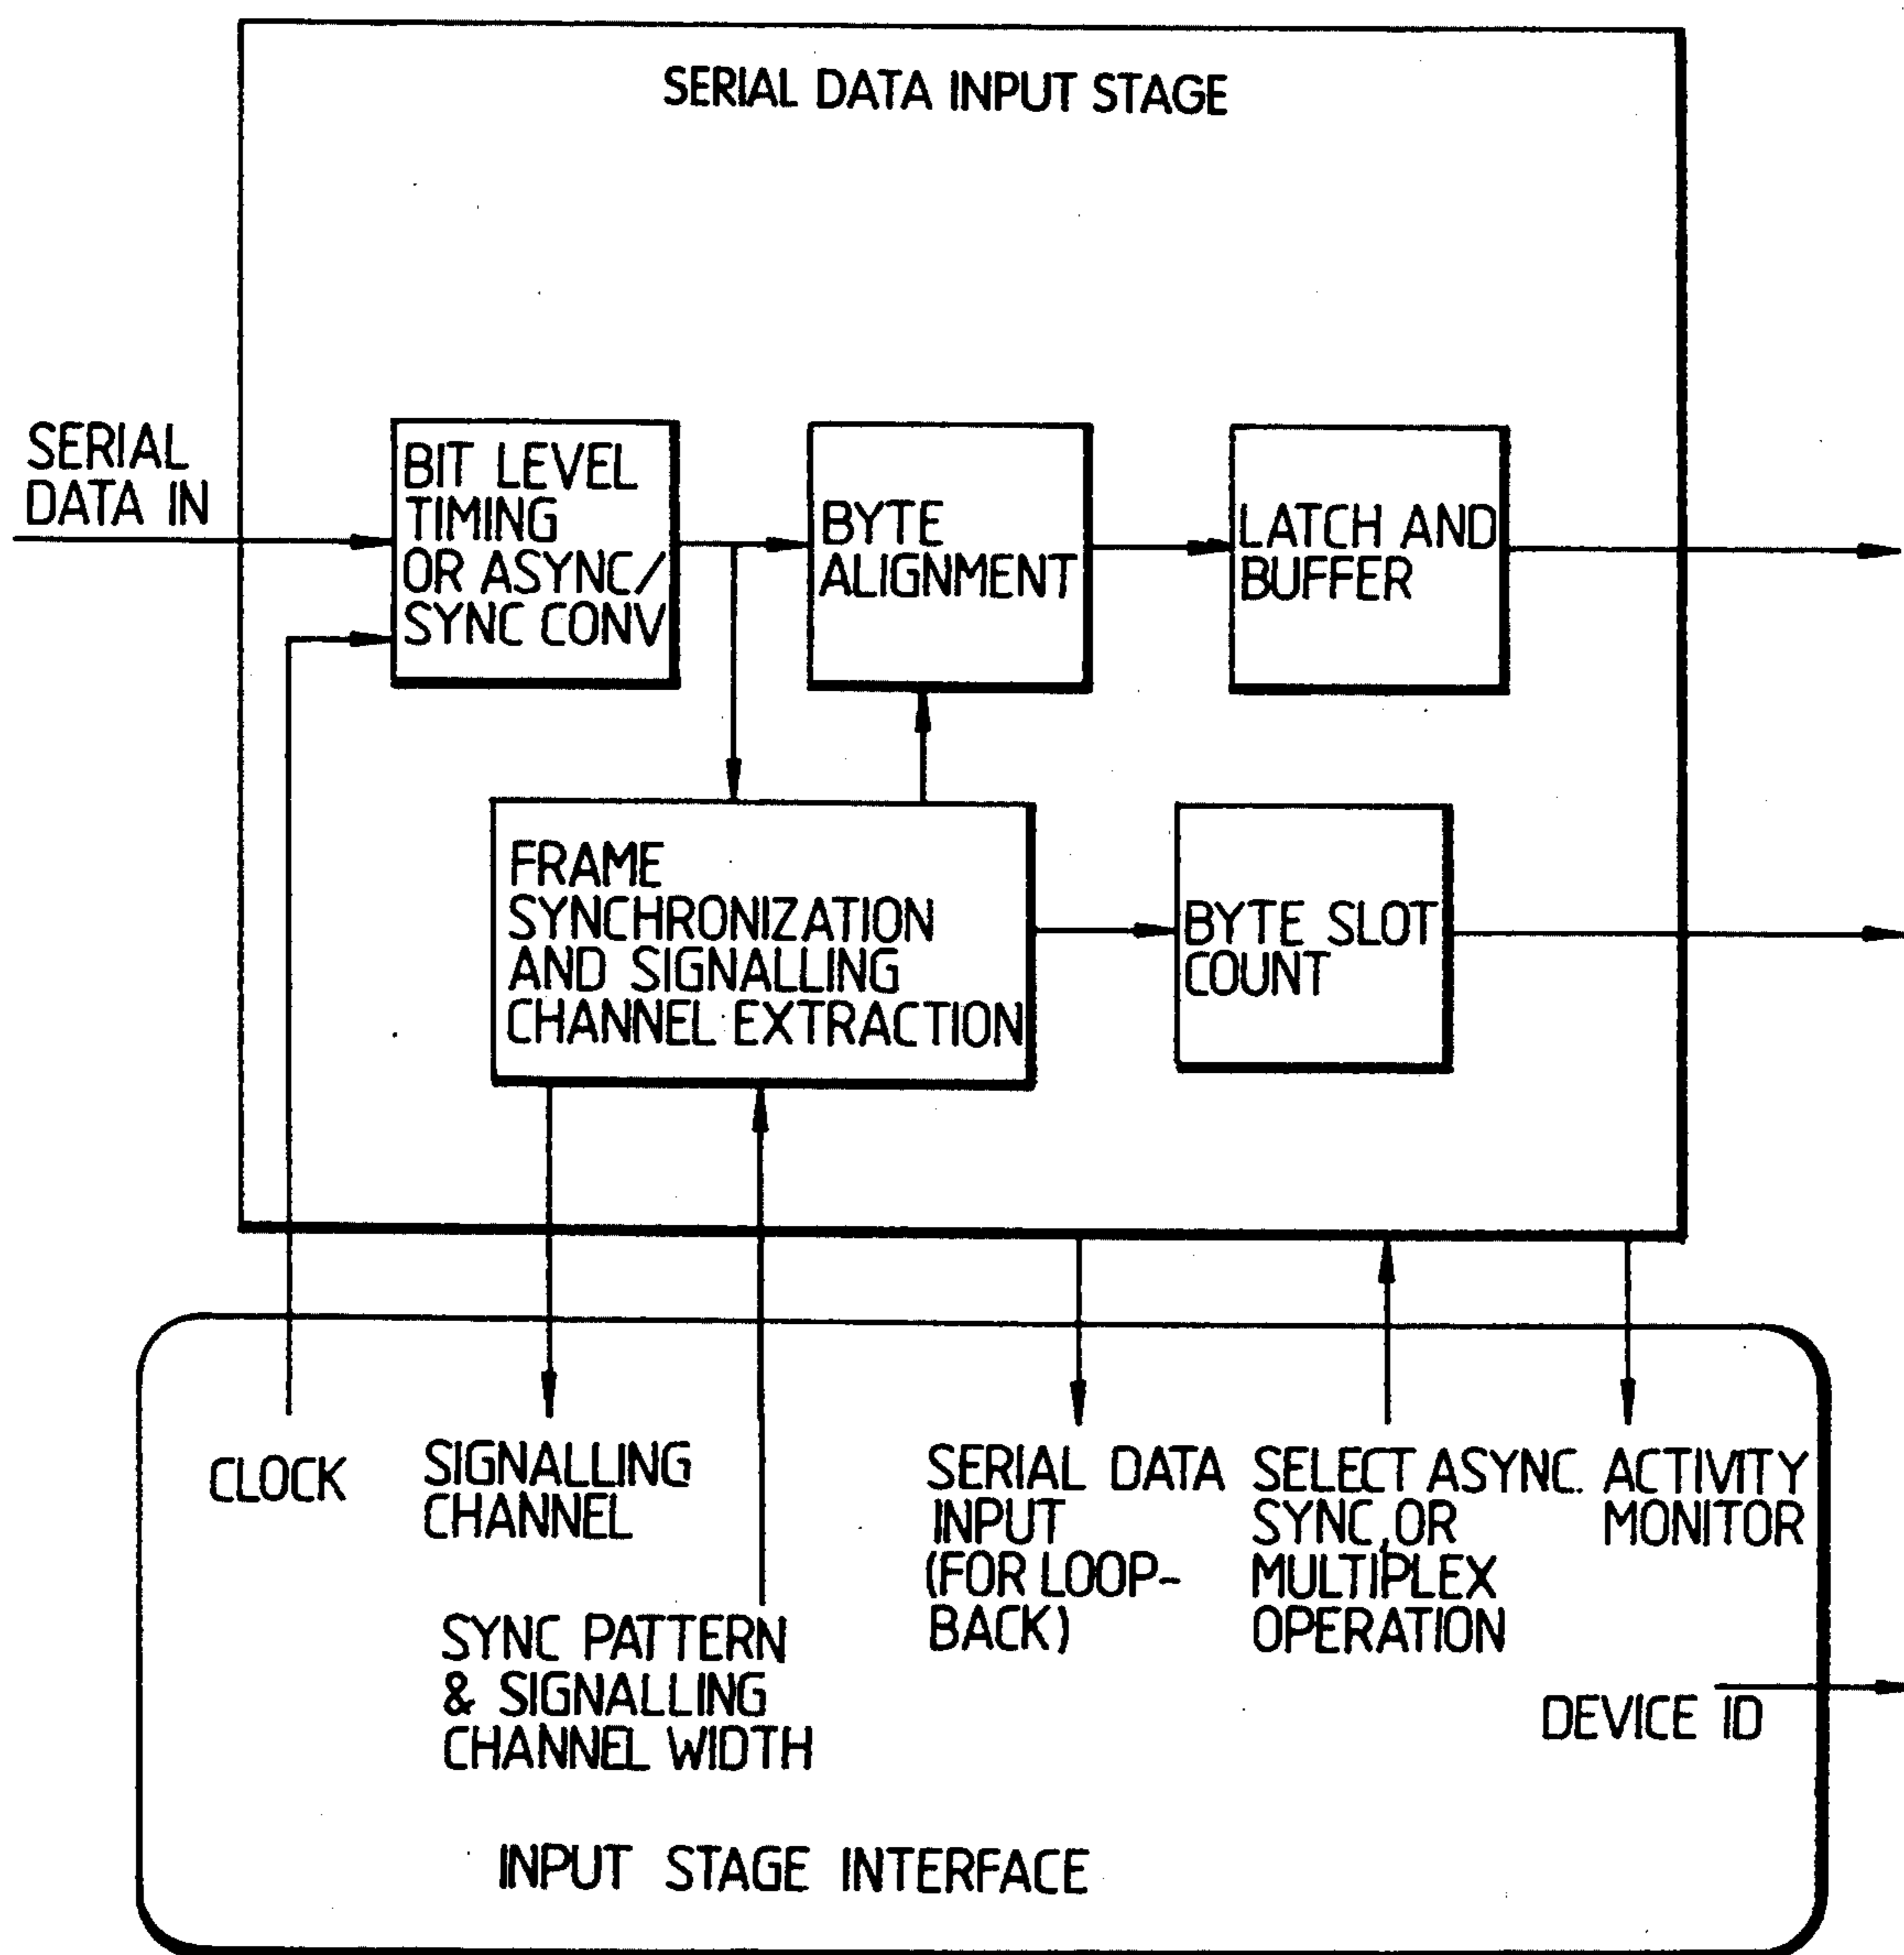 SERIAL DATA INPUT STAGE
SERIAL
DATA IN
BIT LEVEL
TIMING
OR ASYNC/
SYNC CONV
BYTE
ALIGNMENT
LATCH AND
BUFFER
FRAME
SYNCHRONIZATION
AND SIGNALLING
CHANNEL EXTRACTION
BYTE SLOT
COUNT
CLOCK
SIGNALLING
CHANNEL
SYNC PATTERN
& SIGNALLING
CHANNEL WIDTH
SERIAL DATA
INPUT
(FOR LOOP-
BACK)
SELECT ASYNC.
SYNC, OR
MULTIPLEX
OPERATION
ACTIVITY
MONITOR
DEVICE ID
INPUT STAGE INTERFACE